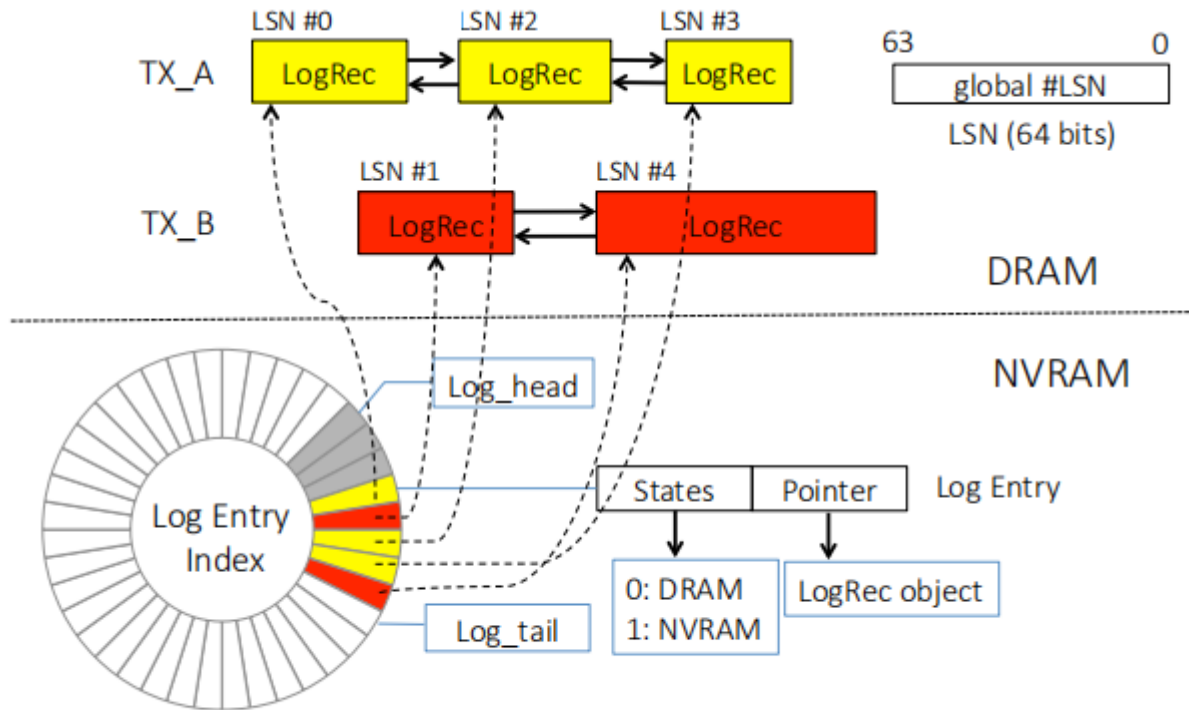 LSN #0
LSN #2
LSN #3
TX_A
LogRec
LogRec
LogRec
63
0
global #LSN
LSN (64 bits)
LSN #1
LSN #4
TX_B
LogRec
LogRec
DRAM
NVRAM
Log_head
Log Entry
Index
States
Pointer
Log Entry
0: DRAM
1: NVRAM
LogRec object
Log_tail